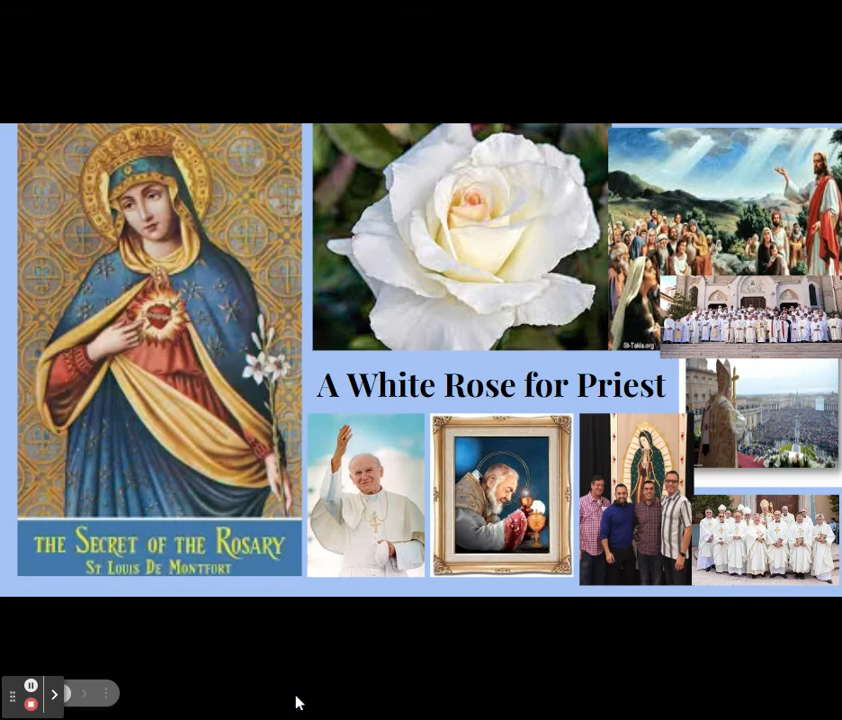 THE SECRET OF THE ROSARY
ST LOUIS DE MONTFORT
A White Rose for Priest
St-Takla.org